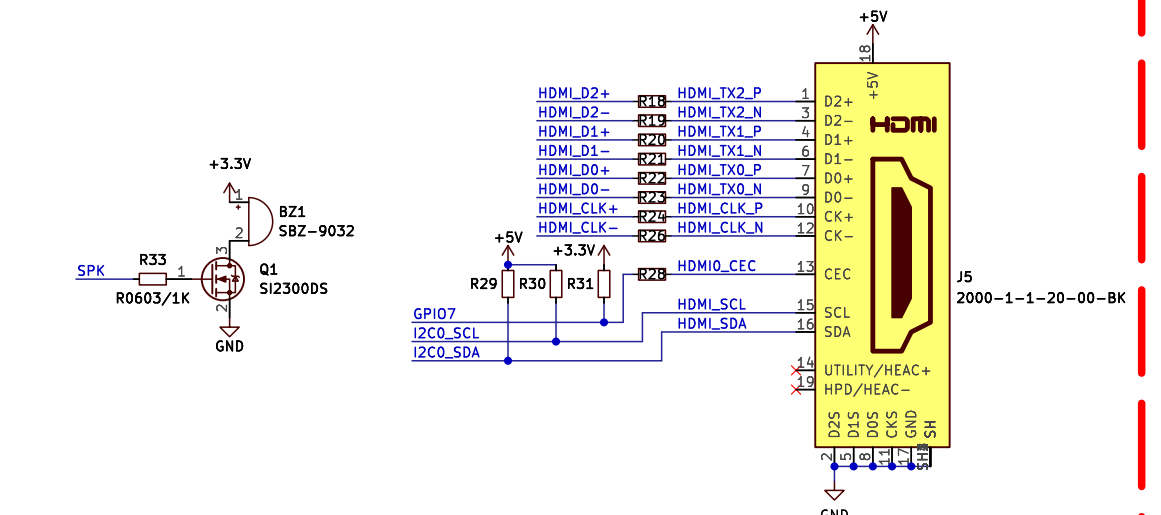 +5V
18
+5V
HDMI_D2+ R18 HDMI_TX2_P 1 D2+
HDMI_D2- R19 HDMI_TX2_N 3 D2-
HDMI
HDMI_D1+ R20 HDMI_TX1_P 4 D1+
HDMI_D1- R21 HDMI_TX1_N 6 D1-
HDMI_D0+ R22 HDMI_TX0_P 7 D0+
HDMI_D0- R23 HDMI_TX0_N 9 D0-
HDMI_CLK+ R24 HDMI_CLK_P 10 CK+
HDMI_CLK- R26 HDMI_CLK_N 12 CK-
+3.3V
1
+
BZ1
SBZ-9032
2
+5V
+3.3V
R28 HDMI0_CEC 13 CEC
3
R33
SPK
1
Q1
SI2300DS
R0603/1K
2
GND
R29 R30 R31
J5
2000-1-1-20-00-BK
GPIO7
HDMI_SCL 15 SCL
I2C0_SCL
HDMI_SDA 16 SDA
I2C0_SDA
14 UTILITY/HEAC+
19 HPD/HEAC-
D2S D1S D0S CKS GND SH
2 5 8 11 17
GND